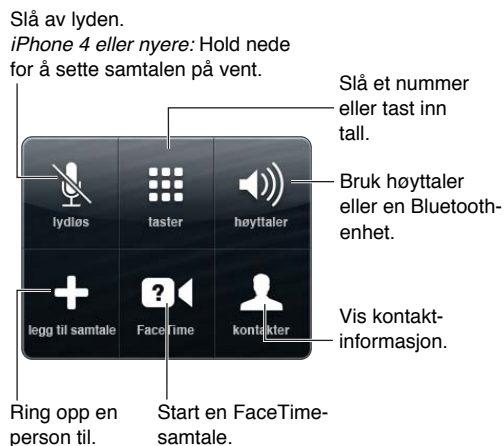 Slå av lyden.
iPhone 4 eller nyere: Hold nede
for å sette samtalen på vent.
Slå et nummer
eller tast inn
tall.
lydløs
taster
høyttaler
Bruk høyttaler
eller en Bluetooth-
enhet.
legg til samtale
FaceTime
kontakter
Vis kontakt-
informasjon.
Ring opp en
person til.
Start en FaceTime-
samtale.